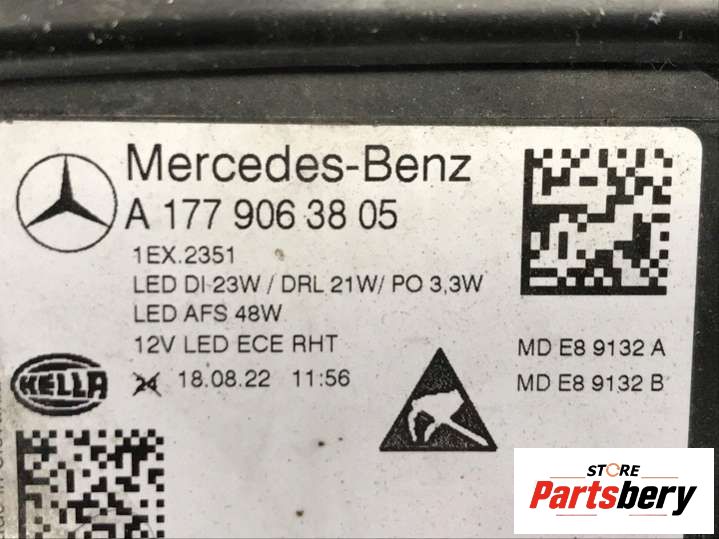 Mercedes-Benz
A 177 906 38 05
1EX.2351
LED DI 23W / DRL 21W/ PO 3,3W
LED AFS 48W
12V LED ECE RHT
MD E8 9132 A
HELLA
24 18.08.22 11:56
MD E8 9132 B
STORE
Partsbery